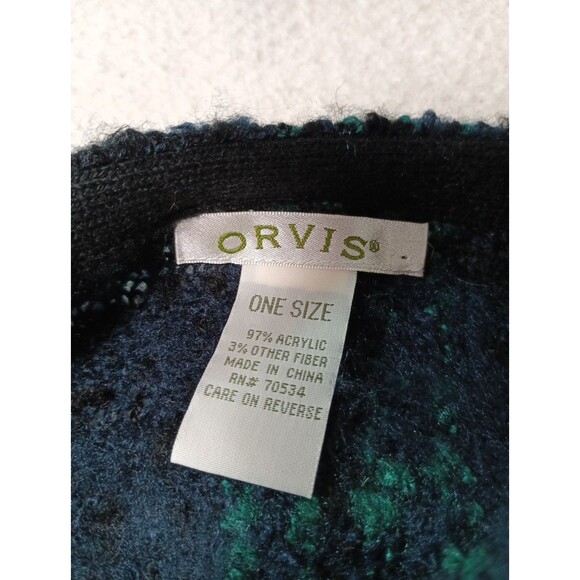 ORVIS®
ONE SIZE
97% ACRYLIC
3% OTHER FIBER
MADE IN CHINA
RN# 70534
CARE ON REVERSE